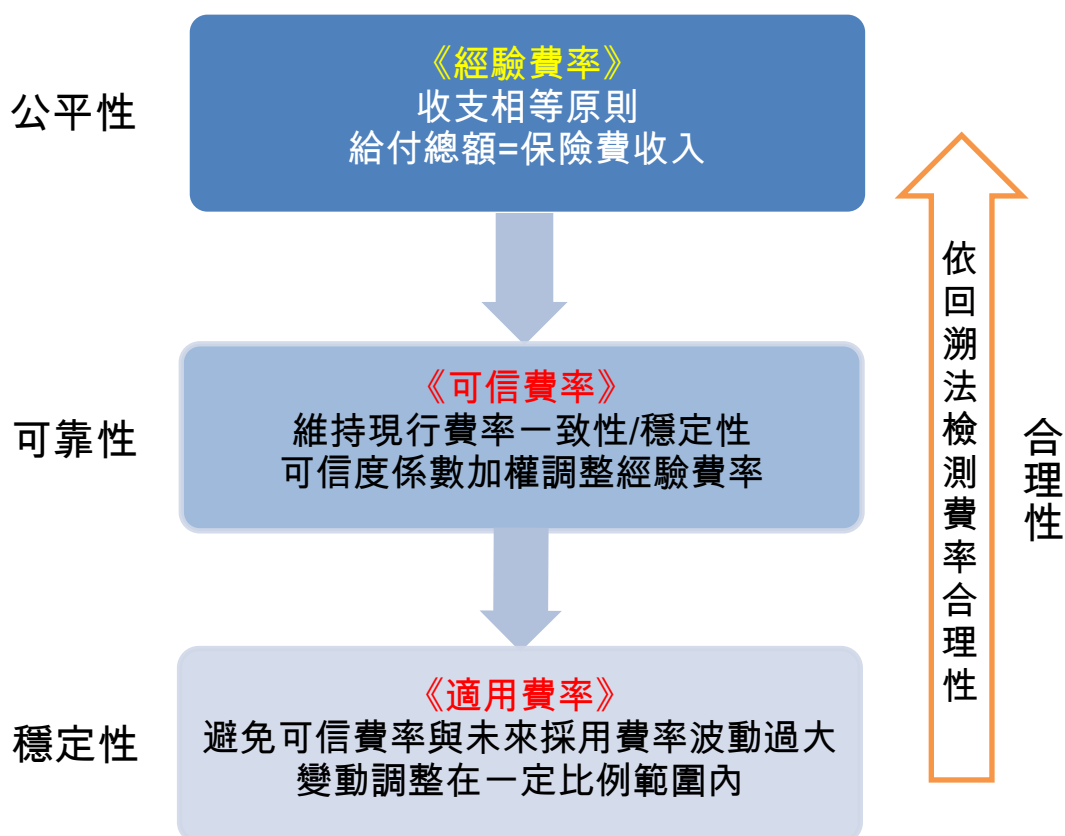 公平性
《經驗費率》
收支相等原則
給付總額=保險費收入
可靠性
《可信費率》
維持現行費率一致性/穩定性
可信度係數加權調整經驗費率
穩定性
《適用費率》
避免可信費率與未來採用費率波動過大
變動調整在一定比例範圍內
依回溯法檢測費率合理性
合理性